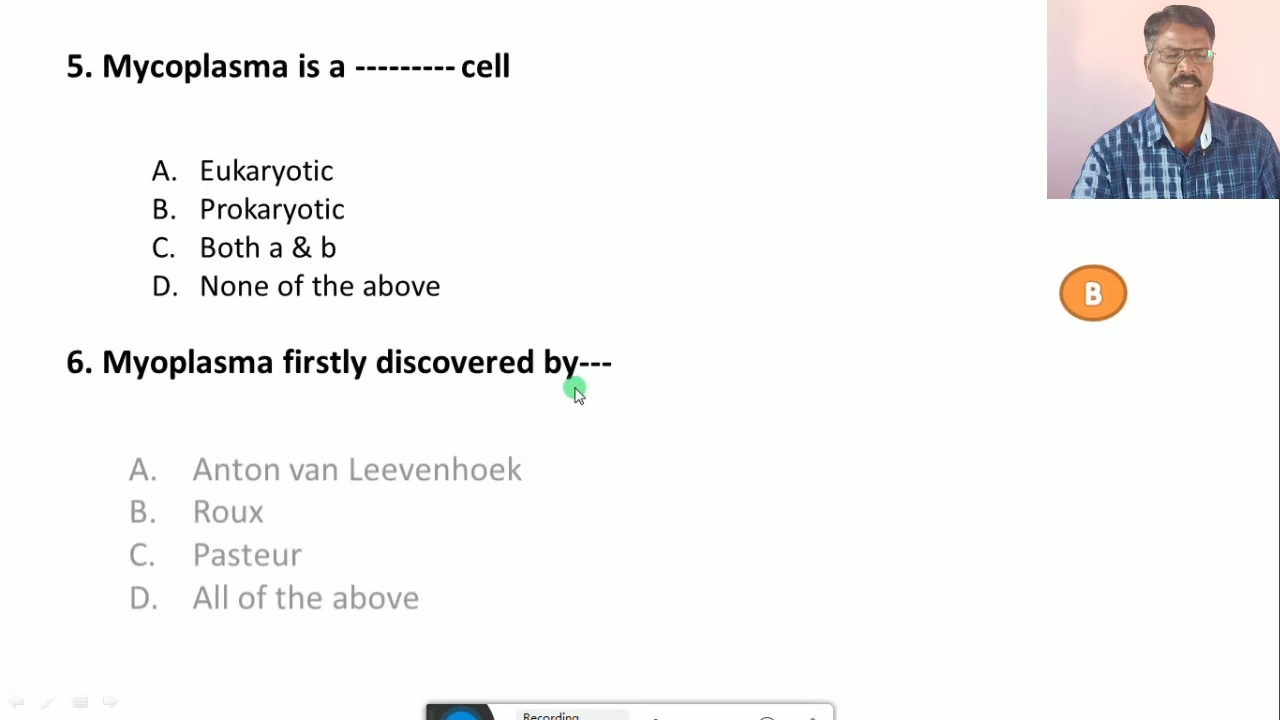 5. Mycoplasma is a --------- cell
A. Eukaryotic
B. Prokaryotic
C. Both a & b
D. None of the above
B
6. Myoplasma firstly discovered by---
A. Anton van Leevenhoek
B. Roux
C. Pasteur
D. All of the above
Recording